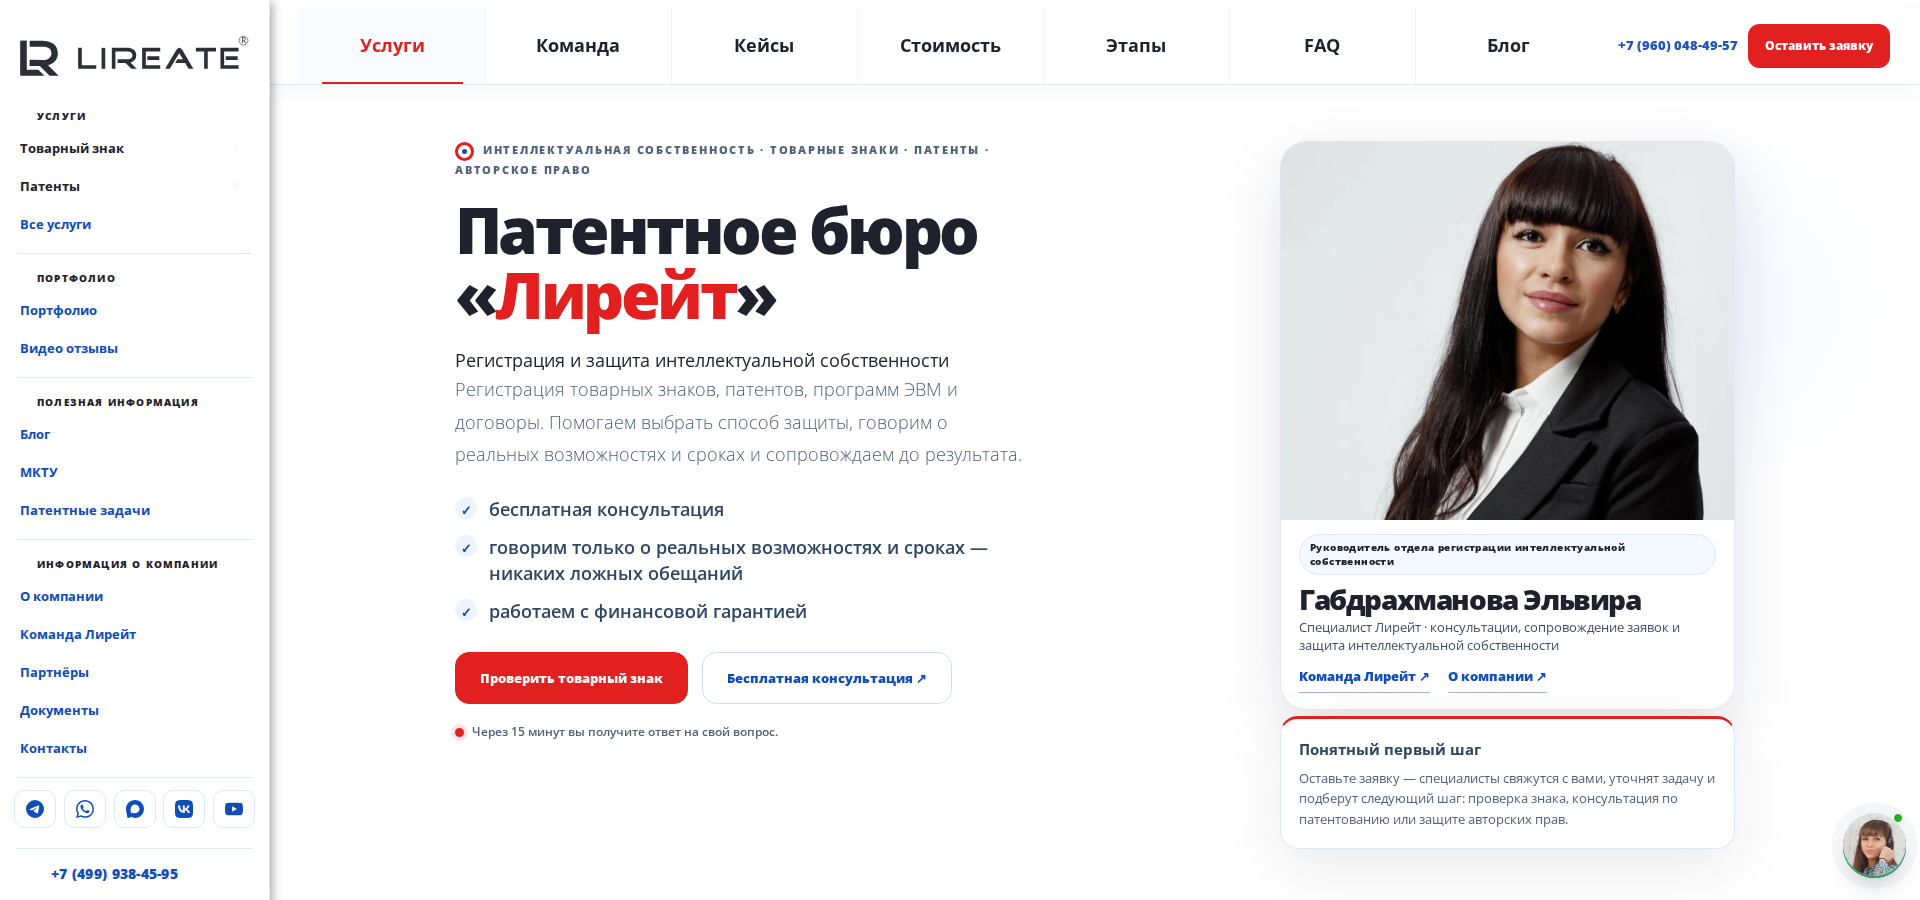 LIREATE®
УСЛУГИ
Товарный знак
Патенты
Все услуги
ПОРТФОЛИО
Портфолио
Видео отзывы
ПОЛЕЗНАЯ ИНФОРМАЦИЯ
Блог
МКТУ
Патентные задачи
ИНФОРМАЦИЯ О КОМПАНИИ
О компании
Команда Лирейт
Партнёры
Документы
Контакты
+7 (499) 938-45-95
Услуги
Команда
Кейсы
Стоимость
Этапы
FAQ
Блог
+7 (960) 048-49-57
Оставить заявку
ИНТЕЛЛЕКТУАЛЬНАЯ СОБСТВЕННОСТЬ · ТОВАРНЫЕ ЗНАКИ · ПАТЕНТЫ ·
АВТОРСКОЕ ПРАВО
Патентное бюро
«Лирейт»
Регистрация и защита интеллектуальной собственности
Регистрация товарных знаков, патентов, программ ЭВМ и
договоры. Помогаем выбрать способ защиты, говорим о
реальных возможностях и сроках и сопровождаем до результата.
✓ бесплатная консультация
✓ говорим только о реальных возможностях и сроках —
никаких ложных обещаний
✓ работаем с финансовой гарантией
Проверить товарный знак
Бесплатная консультация ↗
Через 15 минут вы получите ответ на свой вопрос.
Руководитель отдела регистрации интеллектуальной
собственности
Габдрахманова Эльвира
Специалист Лирейт · консультации, сопровождение заявок и
защита интеллектуальной собственности
Команда Лирейт ↗
О компании ↗
Понятный первый шаг
Оставьте заявку — специалисты свяжутся с вами, уточнят задачу и
подберут следующий шаг: проверка знака, консультация по
патентованию или защите авторских прав.